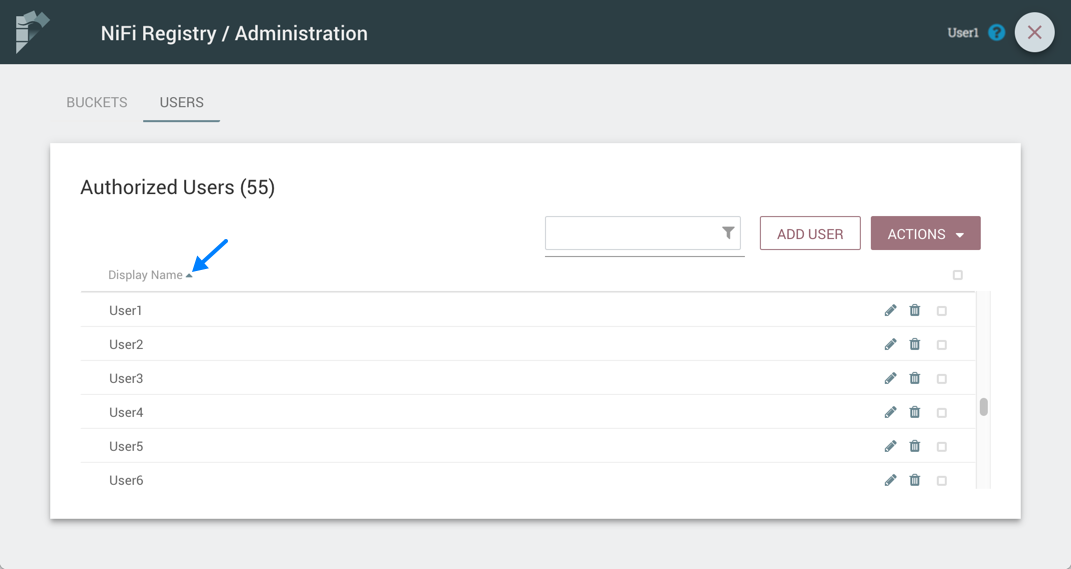 NiFi Registry / Administration
User1 ?
BUCKETS USERS
Authorized Users (55)
ADD USER ACTIONS
Display Name
User1
User2
User3
User4
User5
User6